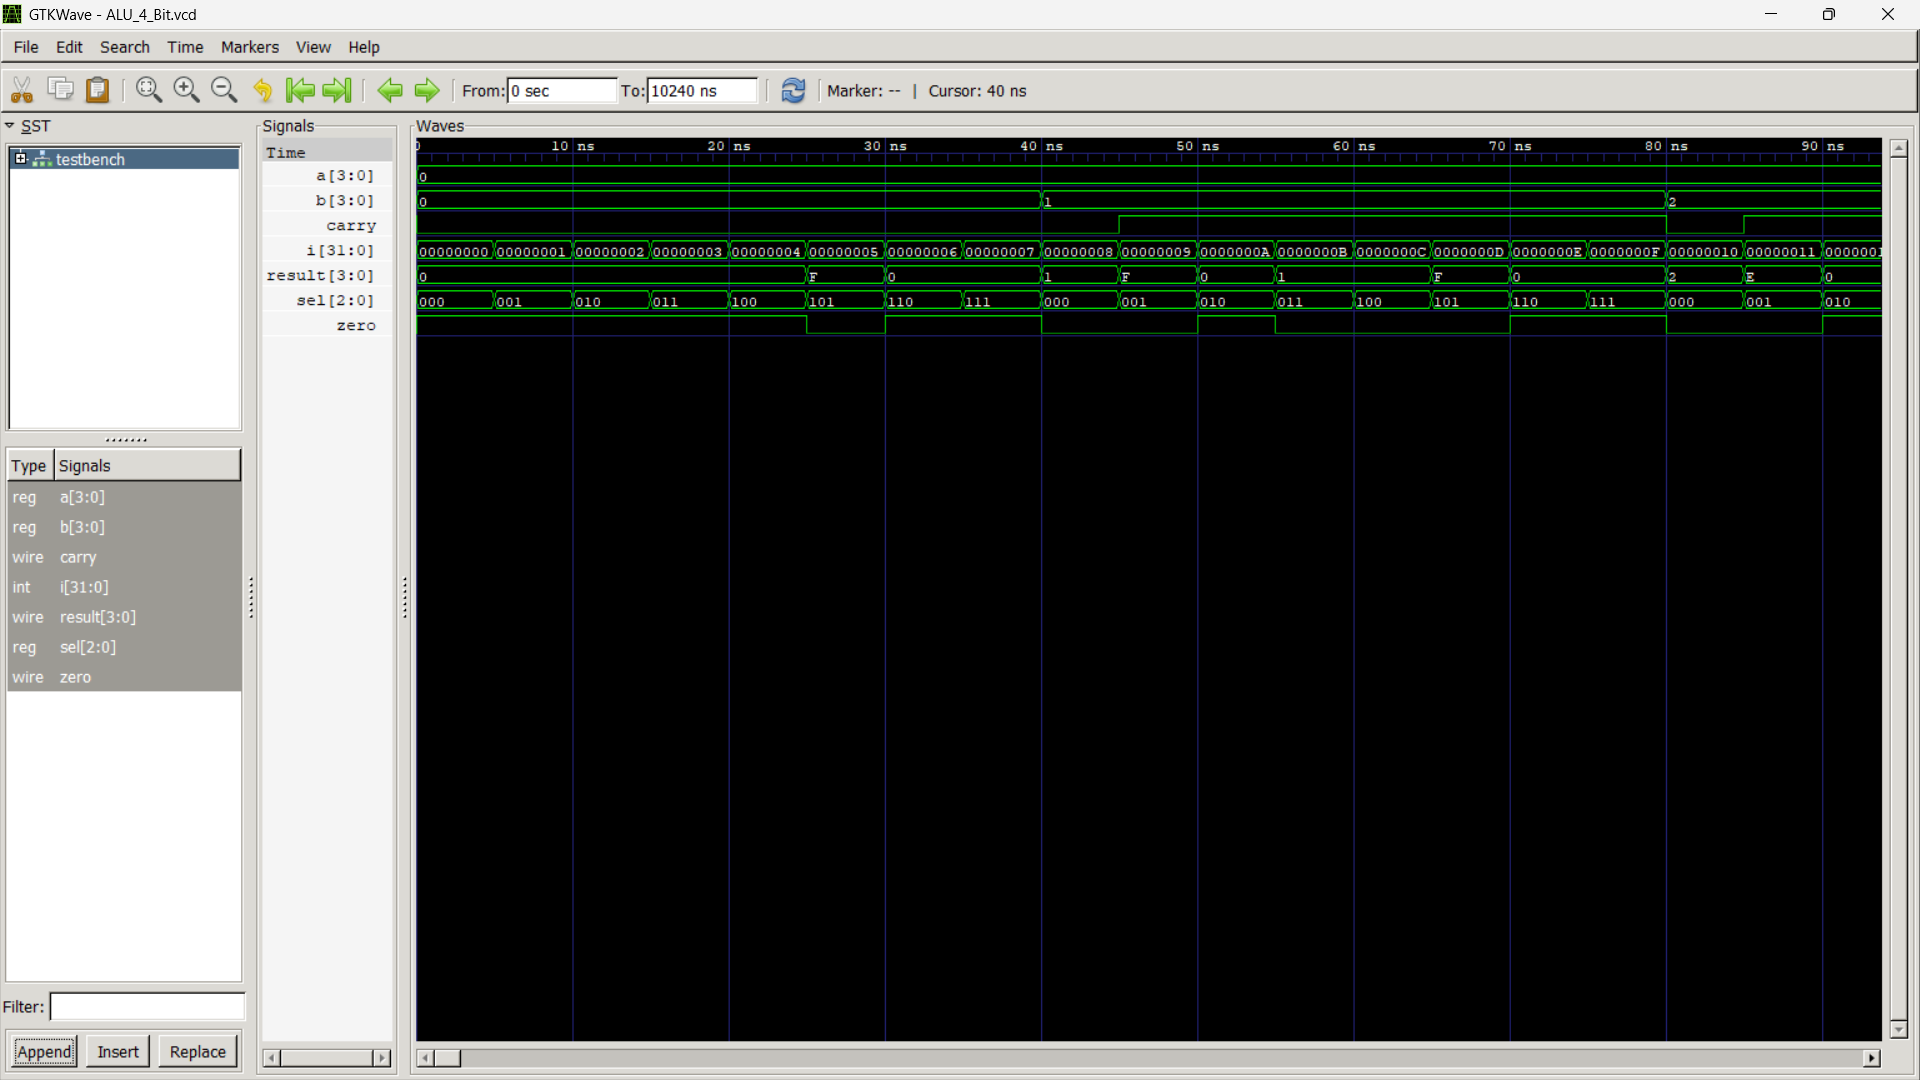 GTKWave - ALU_4_Bit.vcd
File Edit Search Time Markers View Help
From: 0 sec To: 10240 ns Marker: -- | Cursor: 40 ns
SST
testbench
Type Signals
reg a[3:0]
reg b[3:0]
wire carry
int i[31:0]
wire result[3:0]
reg sel[2:0]
wire zero
Filter:
Append Insert Replace
Signals
Time
a[3:0]
b[3:0]
carry
i[31:0]
result[3:0]
sel[2:0]
zero
Waves
0 10 ns 20 ns 30 ns 40 ns 50 ns 60 ns 70 ns 80 ns 90 ns
0
0 1 2
00000000 00000001 00000002 00000003 00000004 00000005 00000006 00000007 00000008 00000009 0000000A 0000000B 0000000C 0000000D 0000000E 0000000F 00000010 00000011 0000001
0 F 0 1 F 0 1 F 0 2 E 0
000 001 010 011 100 101 110 111 000 001 010 011 100 101 110 111 000 001 010